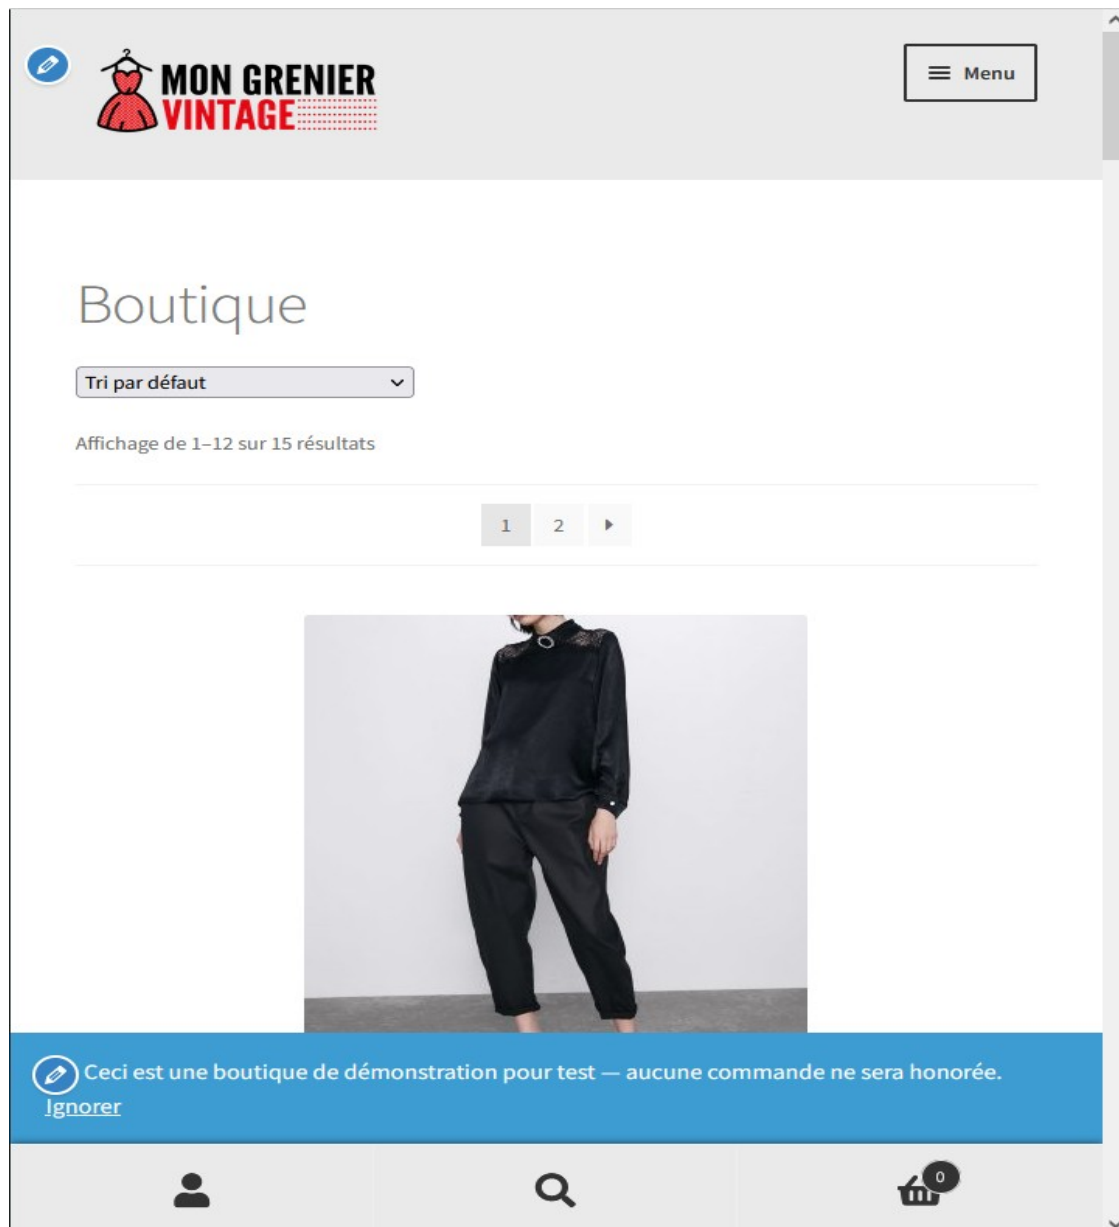 MON GRENIER
VINTAGE
Menu
Boutique
Tri par défaut
Affichage de 1–12 sur 15 résultats
1 2
Ceci est une boutique de démonstration pour test — aucune commande ne sera honorée.
Ignorer
0